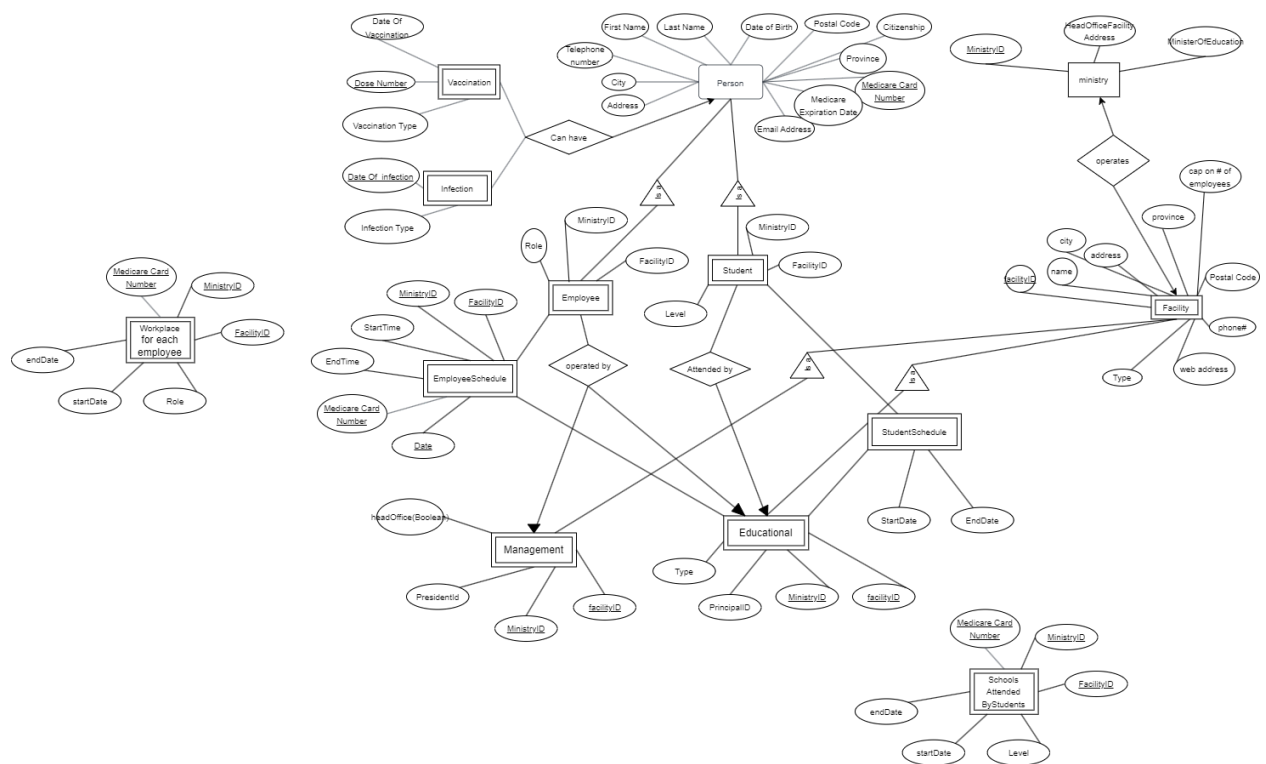 Date Of
Vaccination
Dose Number
Vaccination
Vaccination Type
Date Of infection
Infection
Infection Type
Can have
First Name
Last Name
Date of Birth
Postal Code
Citizenship
Telephone
number
Province
City
Person
Medicare Card
Number
Address
Medicare
Expiration Date
Email Address
HeadOfficeFacility
Address
MinistryID
MinisterOfEducation
ministry
operates
cap on # of
employees
province
city
address
name
facilityID
Postal Code
Facility
phone#
web address
Type
is a
is a
MinistryID
Role
FacilityID
Employee
MinistryID
FacilityID
Student
Level
Medicare Card
Number
MinistryID
Workplace
for each
employee
FacilityID
endDate
startDate
Role
MinistryID
FacilityID
StartTime
EndTime
EmployeeSchedule
Medicare Card
Number
Date
operated by
Attended by
is a
is a
StudentSchedule
StartDate
EndDate
headOffice(Boolean)
Management
PresidentId
MinistryID
facilityID
Educational
Type
PrincipalID
MinistryID
facilityID
Medicare Card
Number
MinistryID
Schools
Attended
ByStudents
FacilityID
endDate
startDate
Level